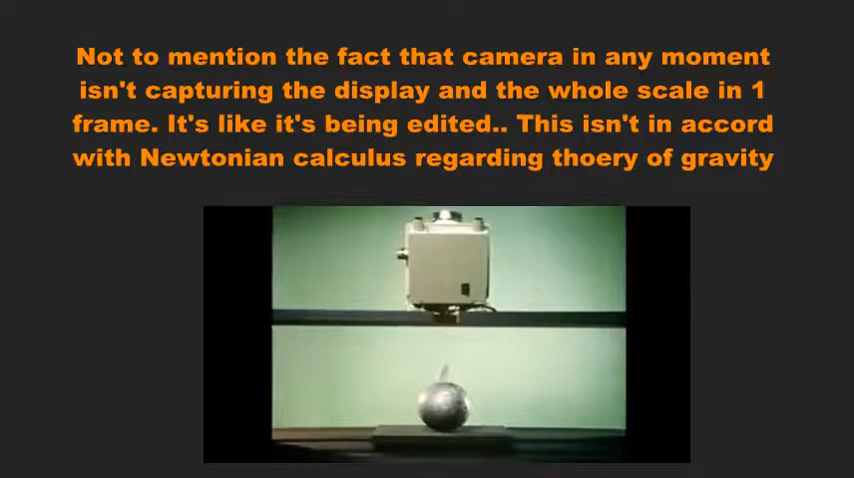 Not to mention the fact that camera in any moment
isn't capturing the display and the whole scale in 1
frame. It's like it's being edited.. This isn't in accord
with Newtonian calculus regarding thoery of gravity